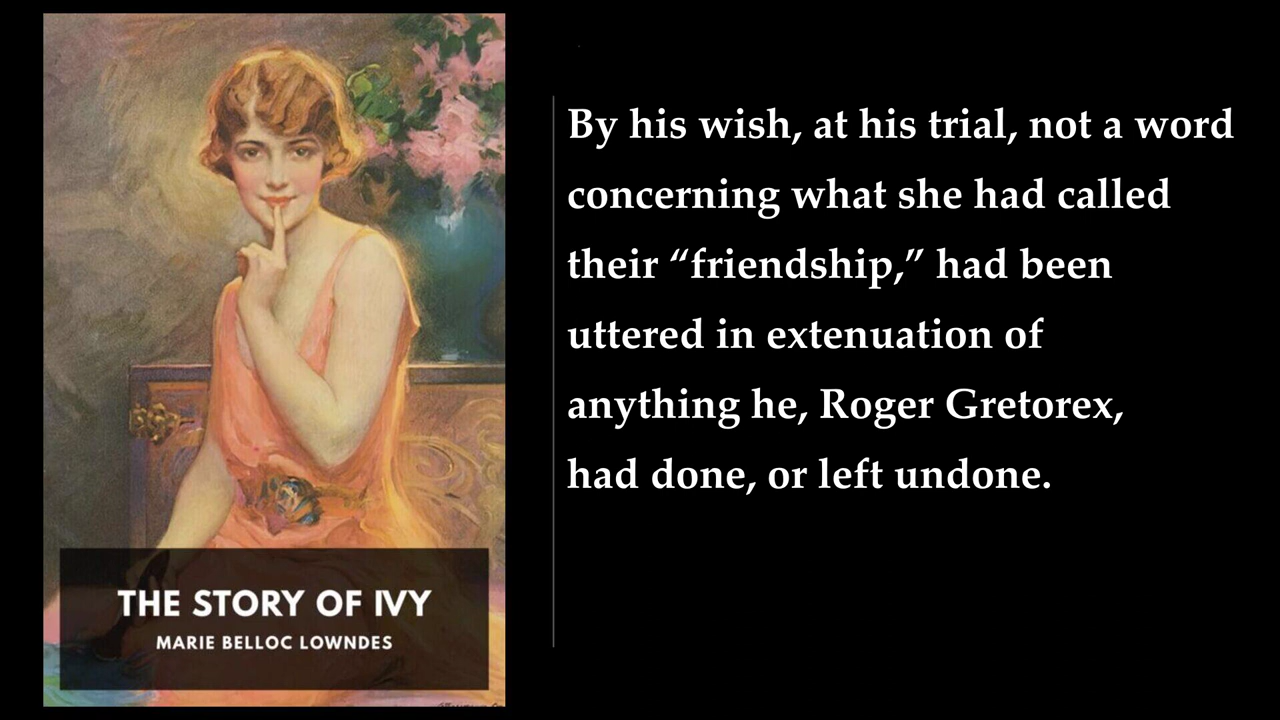 By his wish, at his trial, not a word
concerning what she had called
their “friendship,” had been
uttered in extenuation of
anything he, Roger Gretorex,
had done, or left undone.
THE STORY OF IVY
MARIE BELLOC LOWNDES